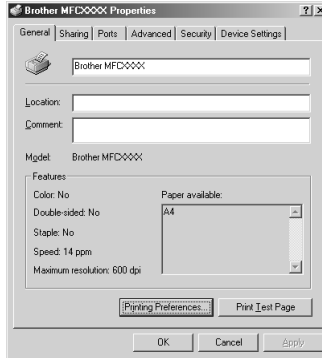 Brother MFCXXXX Properties
General Sharing Ports Advanced Security Device Settings
Brother MFCXXXX
Location:
Comment:
Model: Brother MFCXXXX
Features
Color: No
Paper available:
Double-sided: No
A4
Staple: No
Speed: 14 ppm
Maximum resolution: 600 dpi
Printing Preferences... Print Test Page
OK Cancel Apply